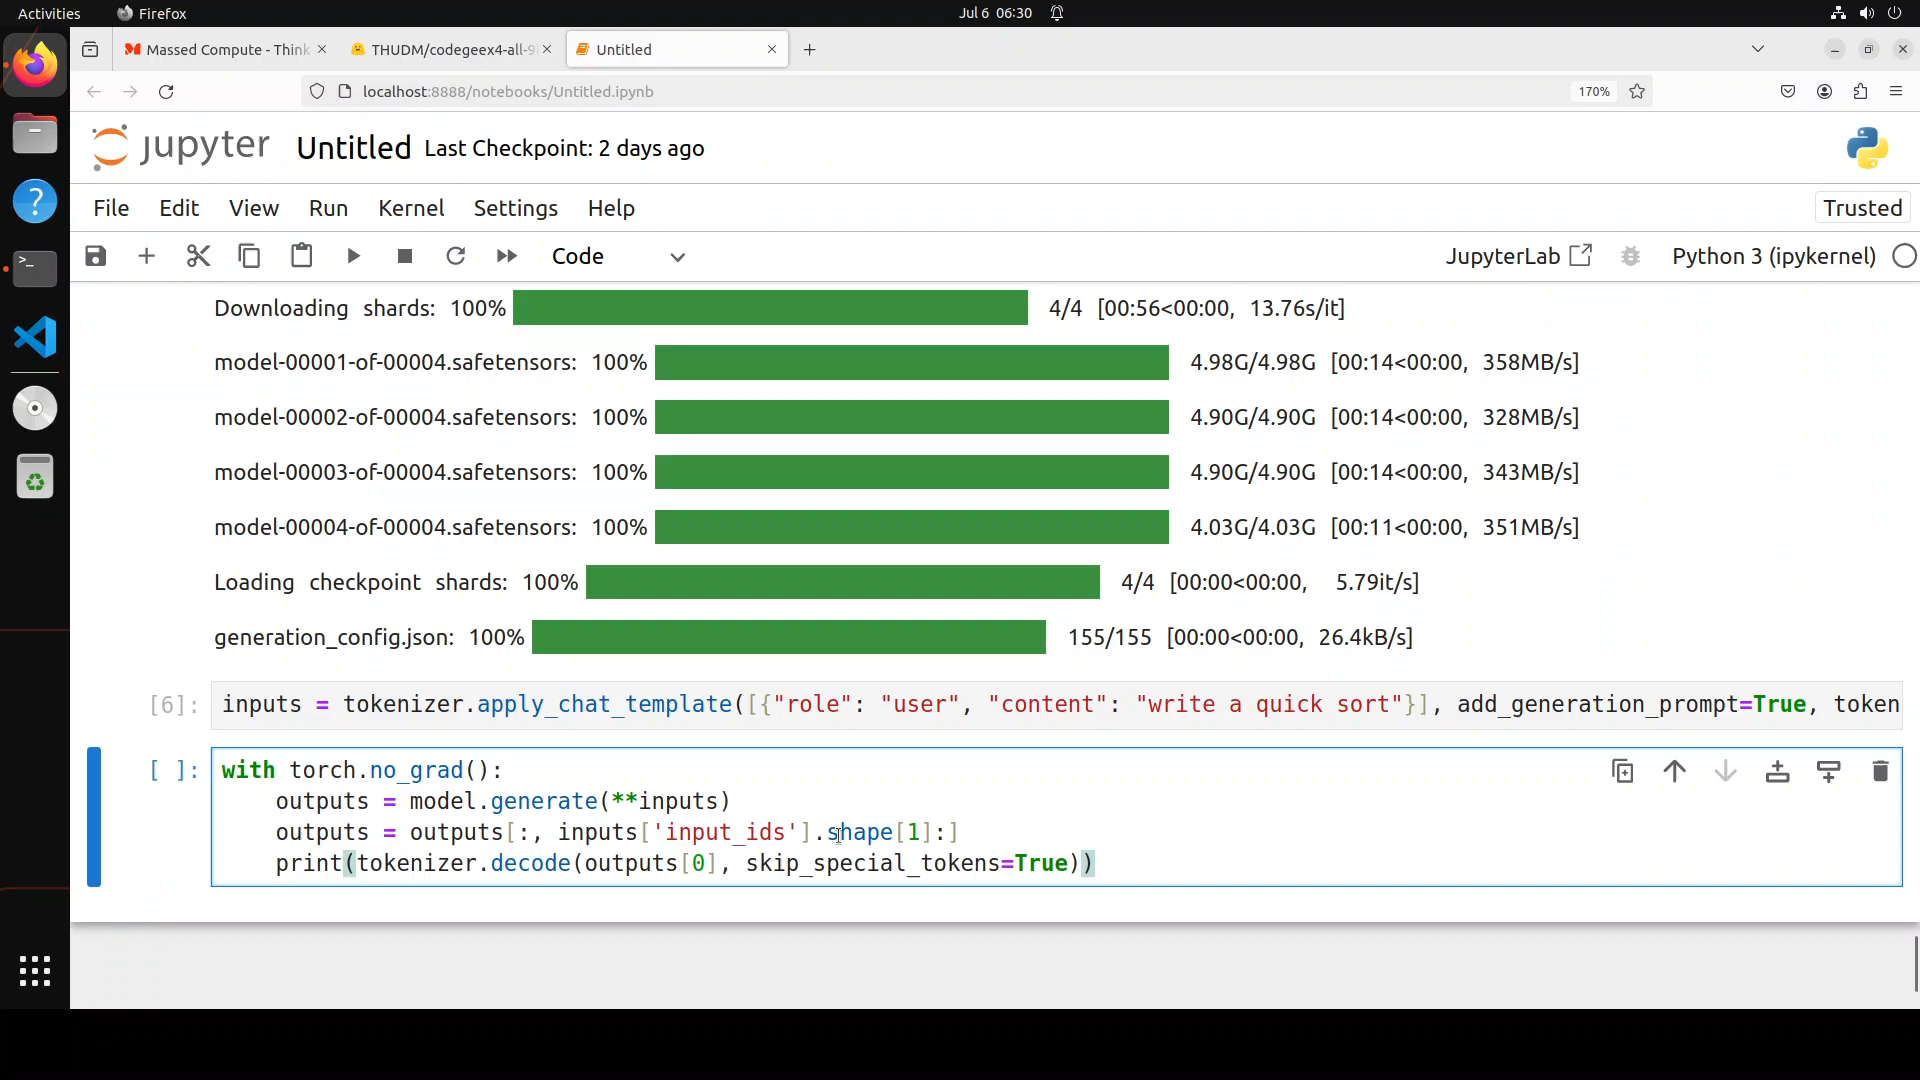 Activities
Firefox
Jul 6 06:30
Massed Compute - Think
THUDM/codegeex4-all-9
Untitled
localhost:8888/notebooks/Untitled.ipynb
170%
jupyter
Untitled Last Checkpoint: 2 days ago
File Edit View Run Kernel Settings Help
Trusted
Code
JupyterLab
Python 3 (ipykernel)
Downloading shards: 100% 4/4 [00:56<00:00, 13.76s/it]
model-00001-of-00004.safetensors: 100% 4.98G/4.98G [00:14<00:00, 358MB/s]
model-00002-of-00004.safetensors: 100% 4.90G/4.90G [00:14<00:00, 328MB/s]
model-00003-of-00004.safetensors: 100% 4.90G/4.90G [00:14<00:00, 343MB/s]
model-00004-of-00004.safetensors: 100% 4.03G/4.03G [00:11<00:00, 351MB/s]
Loading checkpoint shards: 100% 4/4 [00:00<00:00, 5.79it/s]
generation_config.json: 100% 155/155 [00:00<00:00, 26.4kB/s]
[6]: inputs = tokenizer.apply_chat_template([{"role": "user", "content": "write a quick sort"}], add_generation_prompt=True, token
[ ]: with torch.no_grad():
outputs = model.generate(**inputs)
outputs = outputs[:, inputs['input_ids'].shape[1]:]
print(tokenizer.decode(outputs[0], skip_special_tokens=True))